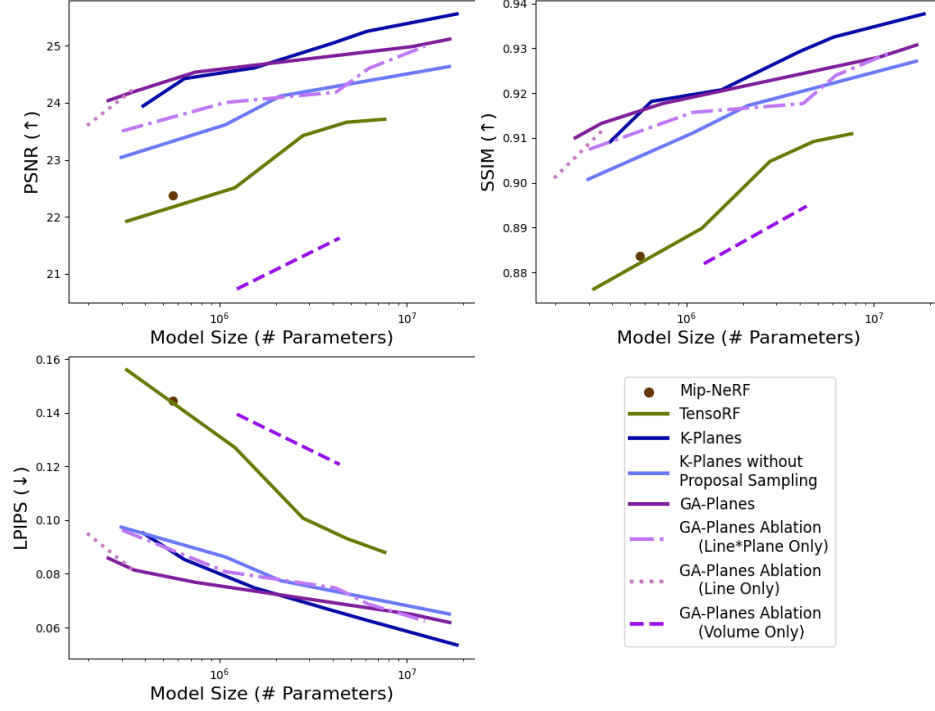 25
24
23
22
21
PSNR (↑)
10⁶
10⁷
Model Size (# Parameters)
0.94
0.93
0.92
0.91
0.90
0.89
0.88
SSIM (↑)
10⁶
10⁷
Model Size (# Parameters)
0.16
0.14
0.12
0.10
0.08
0.06
LPIPS (↓)
10⁶
10⁷
Model Size (# Parameters)
Mip-NeRF
TensoRF
K-Planes
K-Planes without
Proposal Sampling
GA-Planes
GA-Planes Ablation
(Line*Plane Only)
GA-Planes Ablation
(Line Only)
GA-Planes Ablation
(Volume Only)